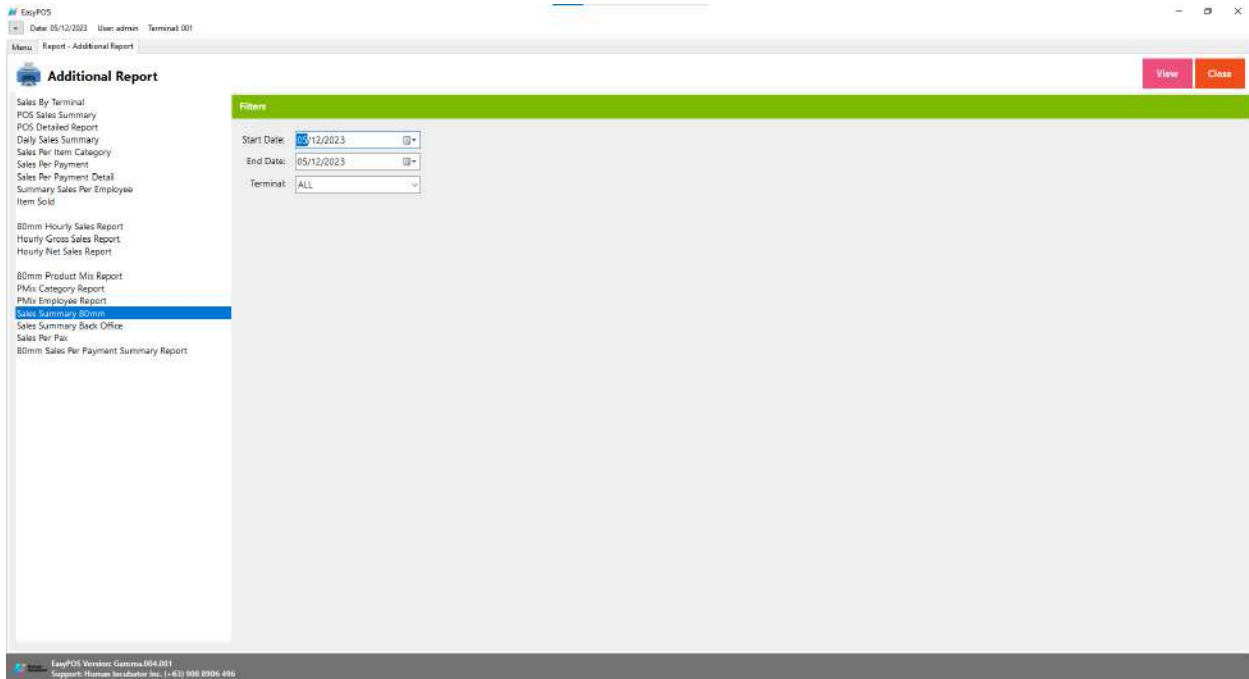 EasyPOS
Date: 05/12/2023 User: admin Terminal: 001
Menu Report - Additional Report
Additional Report
View Close
Sales By Terminal
POS Sales Summary
POS Detailed Report
Daily Sales Summary
Sales Per Item Category
Sales Per Payment
Sales Per Payment Detail
Summary Sales Per Employee
Item Sold
80mm Hourly Sales Report
Hourly Gross Sales Report
Hourly Net Sales Report
80mm Product Mix Report
PMix Category Report
PMix Employee Report
Sales Summary 80mm
Sales Summary Back Office
Sales Per Pax
80mm Sales Per Payment Summary Report
Filters
Start Date: 05/12/2023
End Date: 05/12/2023
Terminal: ALL
EasyPOS Version: Gamma.004.001
Support: Human Incubator Inc. (+63) 908 8906 496